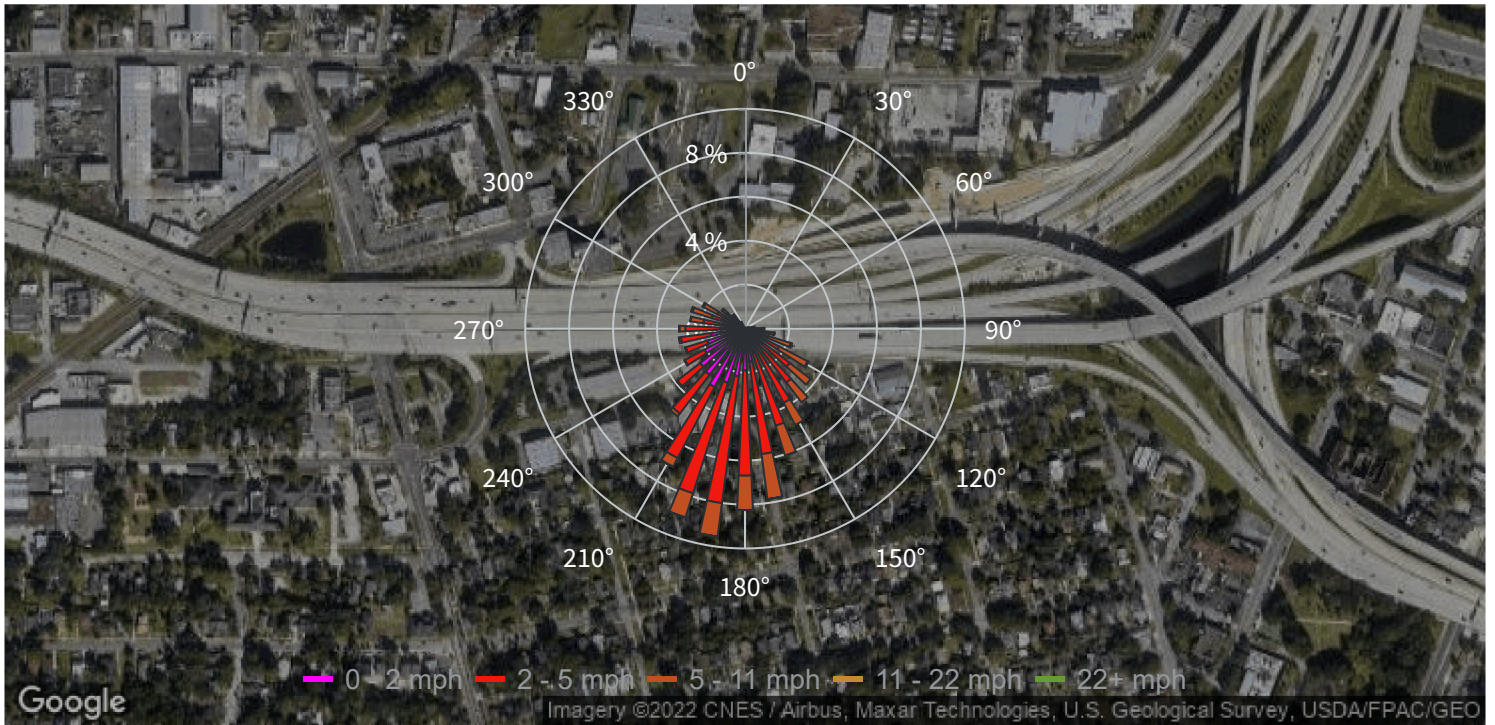 0°
330°
30°
8 %
300°
60°
4 %
270°
90°
240°
120°
210°
150°
180°
0 - 2 mph
2 - 5 mph
5 - 11 mph
11 - 22 mph
22+ mph
Google
Imagery ©2022 CNES / Airbus, Maxar Technologies, U.S. Geological Survey, USDA/FPAC/GEO